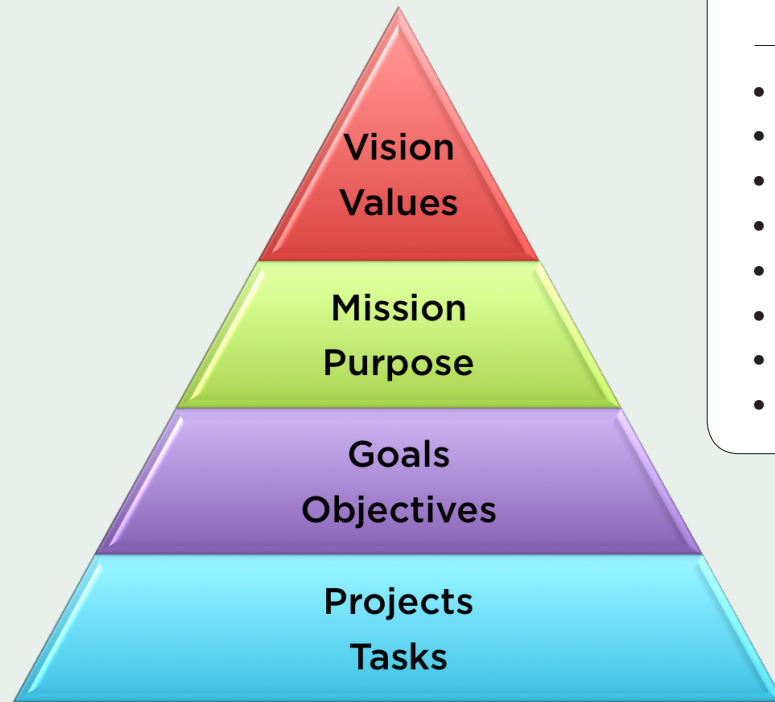 Vision
Values
Mission
Purpose
Goals
Objectives
Projects
Tasks